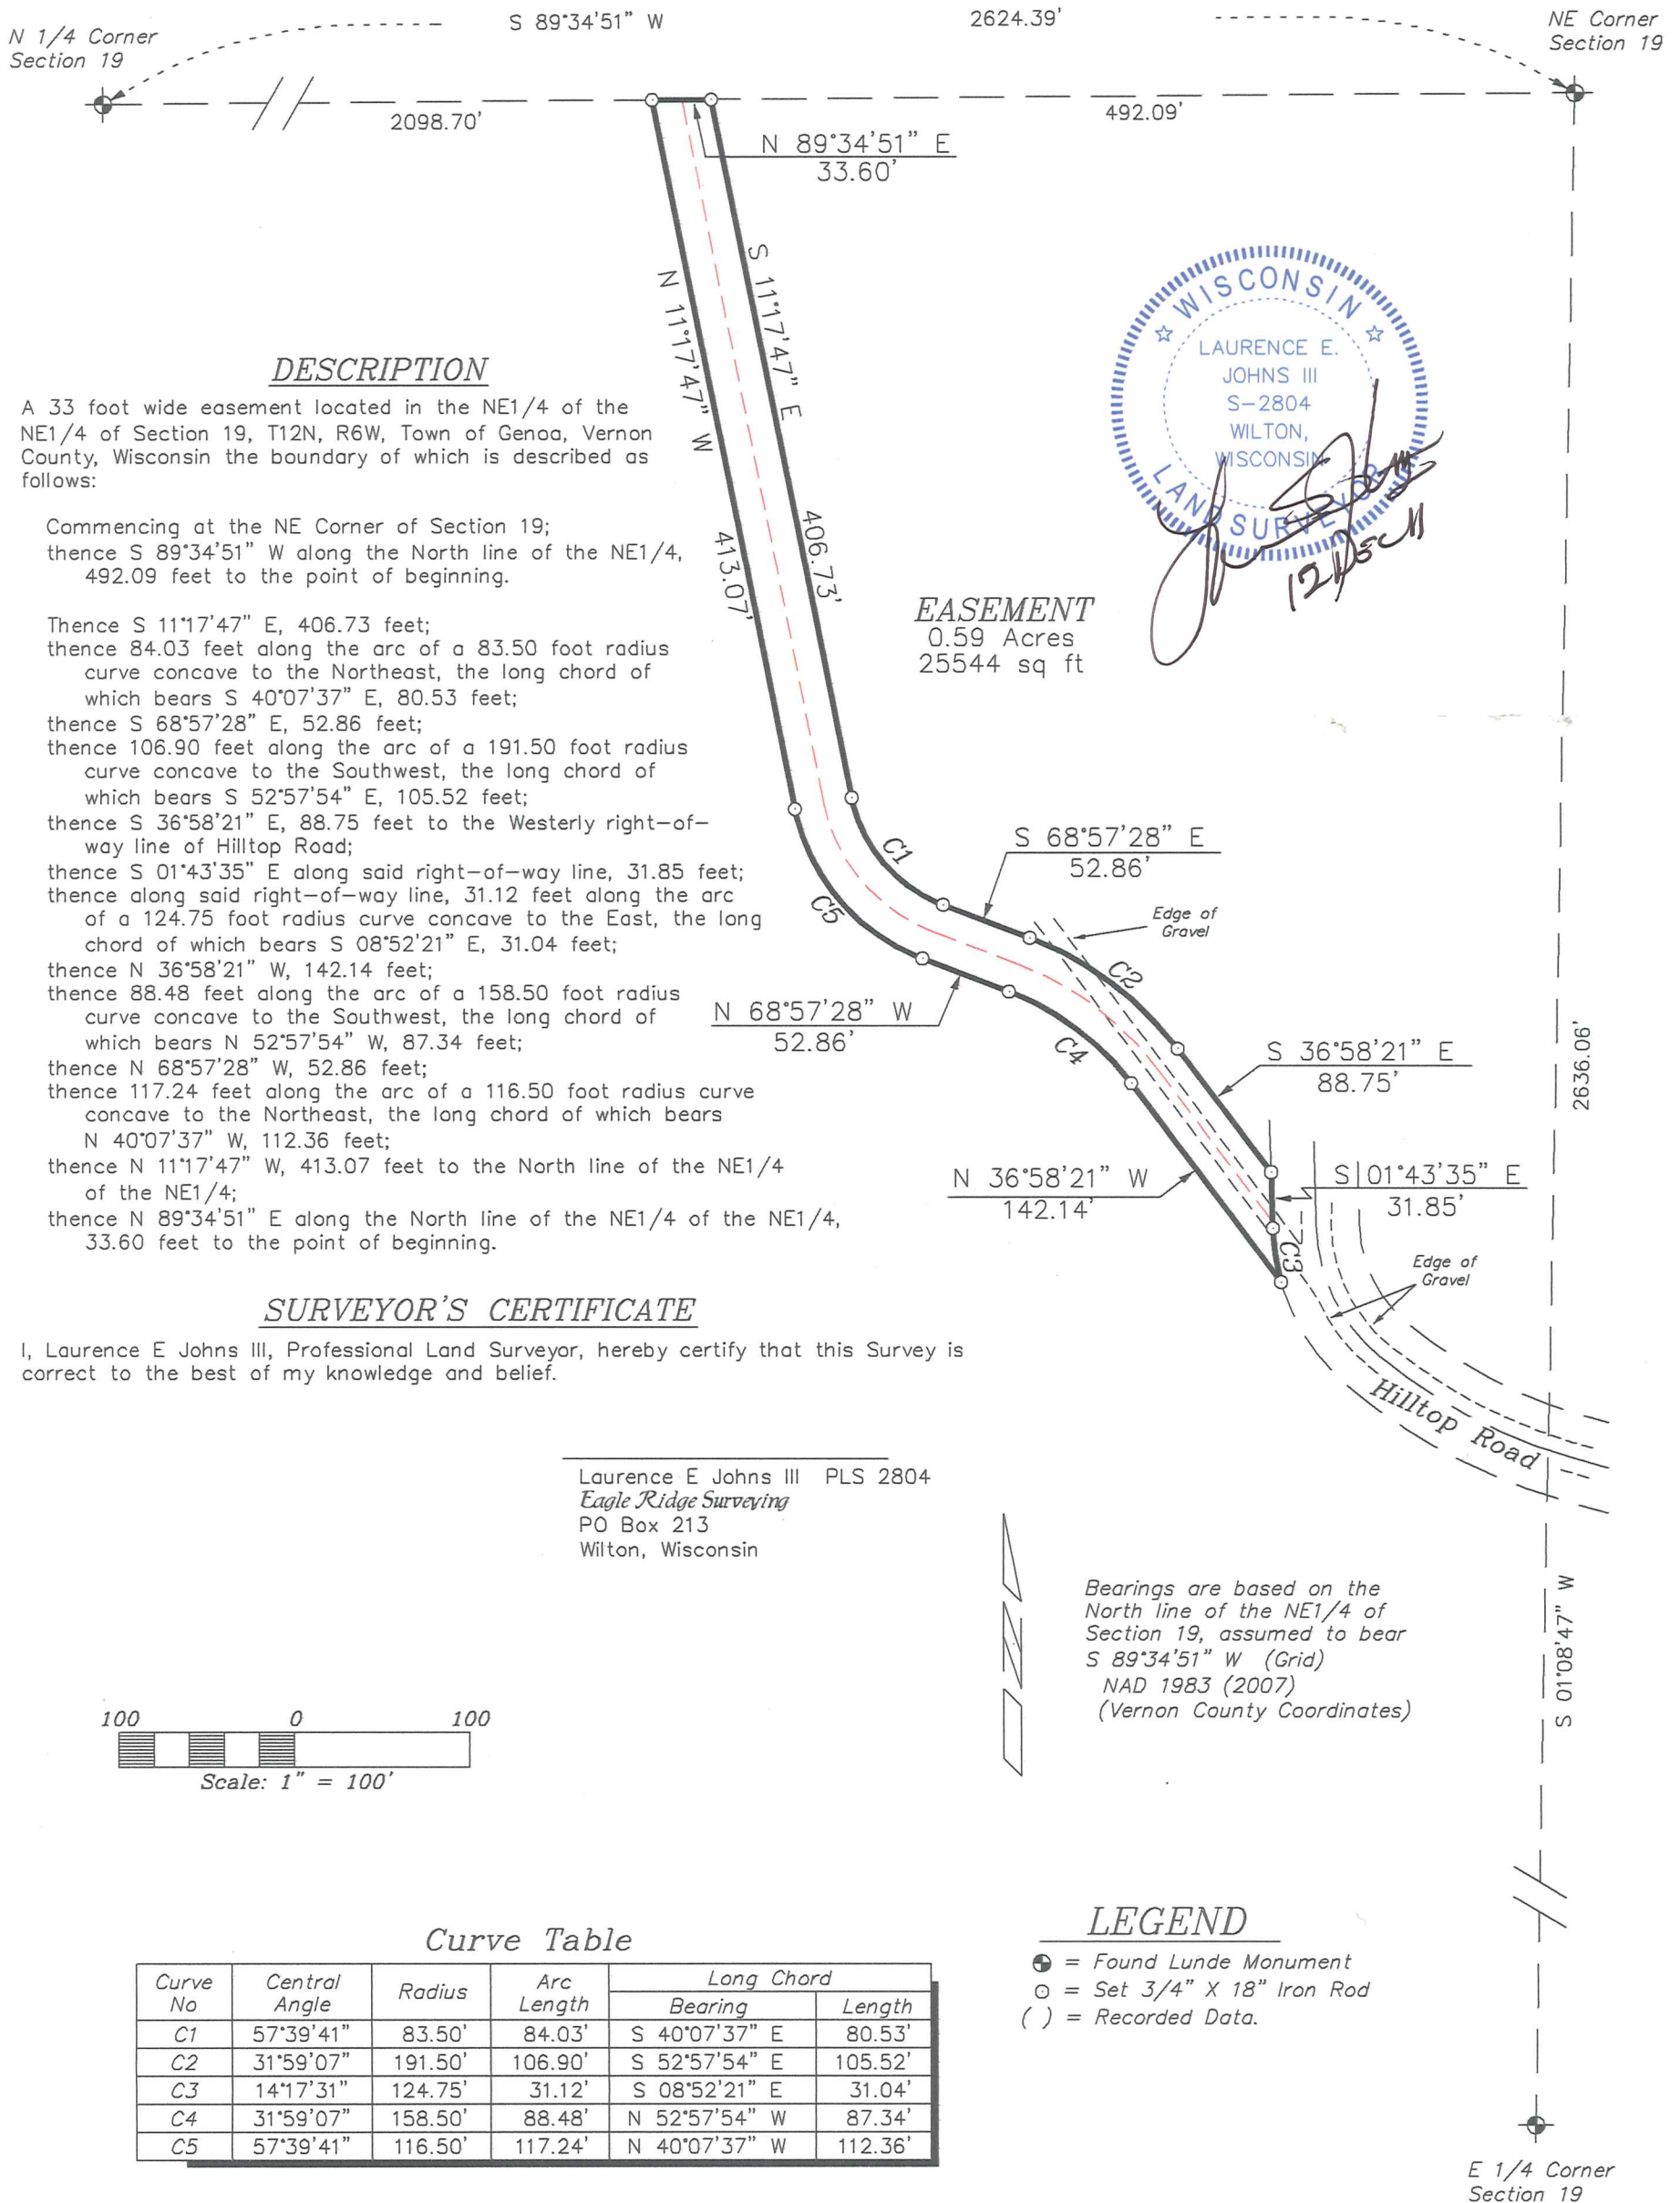 S 89°34'51" W
2624.39'
N 1/4 Corner
Section 19
NE Corner
Section 19
2098.70'
492.09'
N 89°34'51" E
33.60'
S 11°17'47" E
406.73'
N 11°17'47" W
413.07'
WISCONSIN
LAURENCE E.
JOHNS III
S-2804
WILTON,
WISCONSIN
LAND SURVEYOR
12 DEC 11
DESCRIPTION
A 33 foot wide easement located in the NE1/4 of the
NE1/4 of Section 19, T12N, R6W, Town of Genoa, Vernon
County, Wisconsin the boundary of which is described as
follows:
Commencing at the NE Corner of Section 19;
thence S 89°34'51" W along the North line of the NE1/4,
492.09 feet to the point of beginning.
Thence S 11°17'47" E, 406.73 feet;
thence 84.03 feet along the arc of a 83.50 foot radius
curve concave to the Northeast, the long chord of
which bears S 40°07'37" E, 80.53 feet;
thence S 68°57'28" E, 52.86 feet;
thence 106.90 feet along the arc of a 191.50 foot radius
curve concave to the Southwest, the long chord of
which bears S 52°57'54" E, 105.52 feet;
thence S 36°58'21" E, 88.75 feet to the Westerly right-of-
way line of Hilltop Road;
thence S 01°43'35" E along said right-of-way line, 31.85 feet;
thence along said right-of-way line, 31.12 feet along the arc
of a 124.75 foot radius curve concave to the East, the long
chord of which bears S 08°52'21" E, 31.04 feet;
thence N 36°58'21" W, 142.14 feet;
thence 88.48 feet along the arc of a 158.50 foot radius
curve concave to the Southwest, the long chord of
which bears N 52°57'54" W, 87.34 feet;
thence N 68°57'28" W, 52.86 feet;
thence 117.24 feet along the arc of a 116.50 foot radius curve
concave to the Northeast, the long chord of which bears
N 40°07'37" W, 112.36 feet;
thence N 11°17'47" W, 413.07 feet to the North line of the NE1/4
of the NE1/4;
thence N 89°34'51" E along the North line of the NE1/4 of the NE1/4,
33.60 feet to the point of beginning.
EASEMENT
0.59 Acres
25544 sq ft
C1
S 68°57'28" E
52.86'
C5
Edge of
Gravel
C2
N 68°57'28" W
52.86'
C4
S 36°58'21" E
88.75'
N 36°58'21" W
142.14'
S 01°43'35" E
31.85'
C3
Edge of
Gravel
Hilltop Road
2636.06'
S 01°08'47" W
SURVEYOR'S CERTIFICATE
I, Laurence E Johns III, Professional Land Surveyor, hereby certify that this Survey is
correct to the best of my knowledge and belief.
Laurence E Johns III PLS 2804
Eagle Ridge Surveying
PO Box 213
Wilton, Wisconsin
N
Bearings are based on the
North line of the NE1/4 of
Section 19, assumed to bear
S 89°34'51" W (Grid)
NAD 1983 (2007)
(Vernon County Coordinates)
100 0 100
Scale: 1" = 100'
Curve Table
Curve No Central Angle Radius Arc Length Long Chord
Bearing Length
C1 57°39'41" 83.50' 84.03' S 40°07'37" E 80.53'
C2 31°59'07" 191.50' 106.90' S 52°57'54" E 105.52'
C3 14°17'31" 124.75' 31.12' S 08°52'21" E 31.04'
C4 31°59'07" 158.50' 88.48' N 52°57'54" W 87.34'
C5 57°39'41" 116.50' 117.24' N 40°07'37" W 112.36'
LEGEND
= Found Lunde Monument
= Set 3/4" X 18" Iron Rod
( ) = Recorded Data.
E 1/4 Corner
Section 19